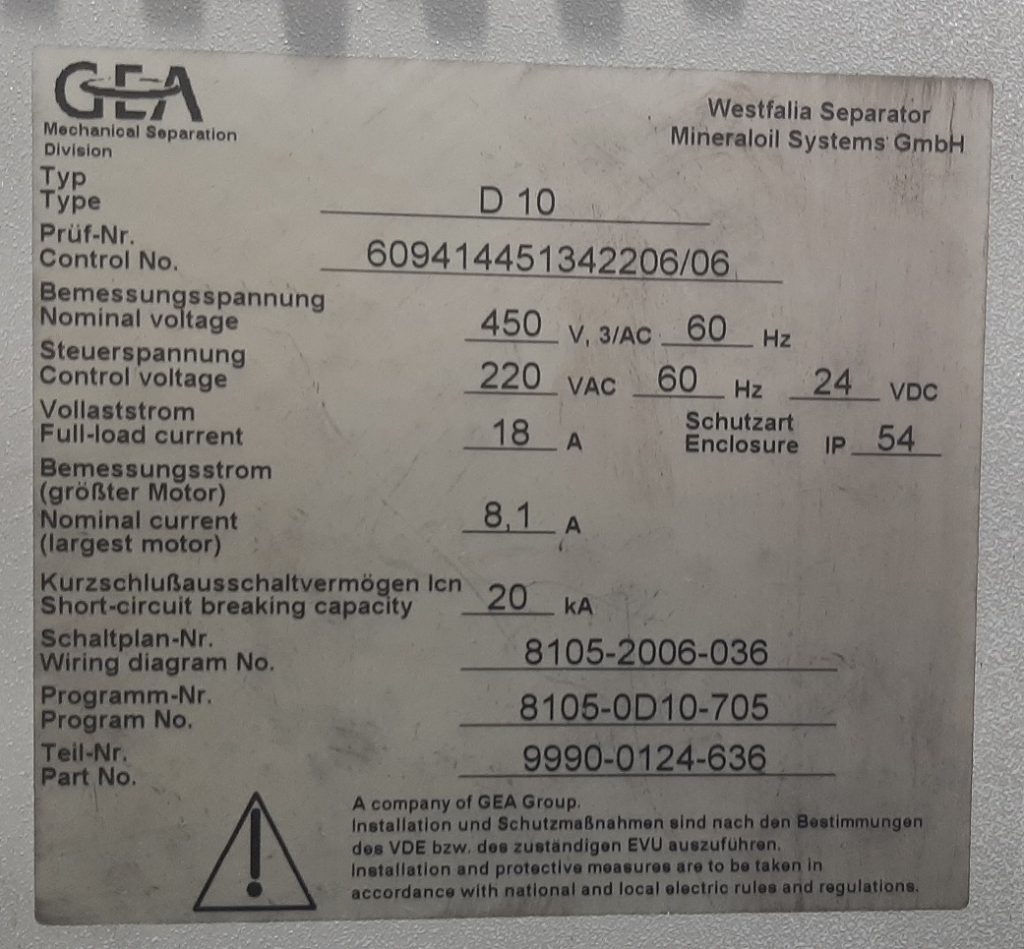 GEA
Mechanical Separation
Division
Westfalia Separator
Mineraloil Systems GmbH
Typ
Type D 10
Prüf-Nr.
Control No. 609414451342206/06
Bemessungsspannung
Nominal voltage 450 V, 3/AC 60 Hz
Steuerspannung
Control voltage 220 VAC 60 Hz 24 VDC
Vollaststrom
Full-load current 18 A
Schutzart
Enclosure IP 54
Bemessungsstrom
(größter Motor)
Nominal current 8,1 A
(largest motor)
Kurzschlußausschaltvermögen Icn
Short-circuit breaking capacity 20 kA
Schaltplan-Nr.
Wiring diagram No. 8105-2006-036
Programm-Nr.
Program No. 8105-0D10-705
Teil-Nr.
Part No. 9990-0124-636
A company of GEA Group.
Installation und Schutzmaßnahmen sind nach den Bestimmungen
des VDE bzw. des zuständigen EVU auszuführen.
Installation and protective measures are to be taken in
accordance with national and local electric rules and regulations.